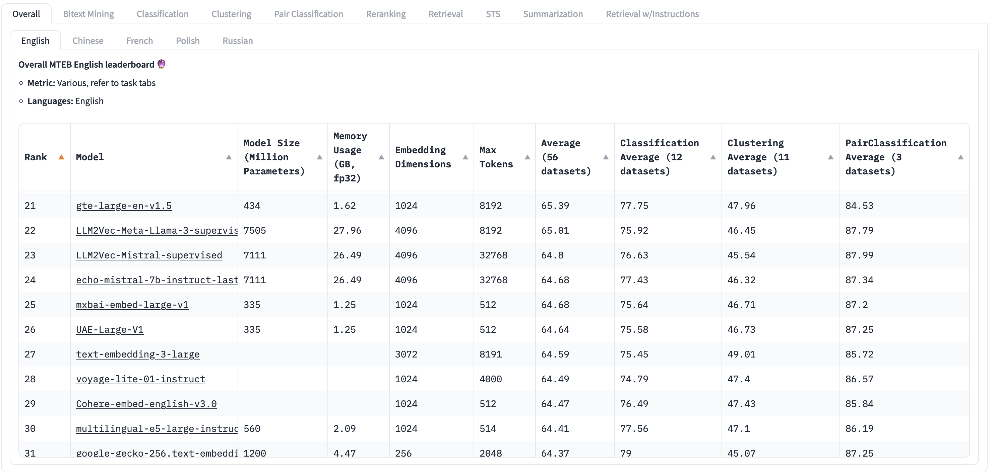 Overall Bitext Mining Classification Clustering Pair Classification Reranking Retrieval STS Summarization Retrieval w/Instructions
English Chinese French Polish Russian
Overall MTEB English leaderboard 🔮
Metric: Various, refer to task tabs
Languages: English
Rank Model Model Size (Million Parameters) Memory Usage (GB, fp32) Embedding Dimensions Max Tokens Average (56 datasets) Classification Average (12 datasets) Clustering Average (11 datasets) PairClassification Average (3 datasets)
21 gte-large-en-v1.5 434 1.62 1024 8192 65.39 77.75 47.96 84.53
22 LLM2Vec-Meta-Llama-3-supervis 7505 27.96 4096 8192 65.01 75.92 46.45 87.79
23 LLM2Vec-Mistral-supervised 7111 26.49 4096 32768 64.8 76.63 45.54 87.99
24 echo-mistral-7b-instruct-last 7111 26.49 4096 32768 64.68 77.43 46.32 87.34
25 mxbai-embed-large-v1 335 1.25 1024 512 64.68 75.64 46.71 87.2
26 UAE-Large-V1 335 1.25 1024 512 64.64 75.58 46.73 87.25
27 text-embedding-3-large 3072 8191 64.59 75.45 49.01 85.72
28 voyage-lite-01-instruct 1024 4000 64.49 74.79 47.4 86.57
29 Cohere-embed-english-v3.0 1024 512 64.47 76.49 47.43 85.84
30 multilingual-e5-large-instruc 560 2.09 1024 514 64.41 77.56 47.1 86.19
31 google-gecko-256.text-embeddi 1200 4.47 256 2048 64.37 79 45.07 87.25